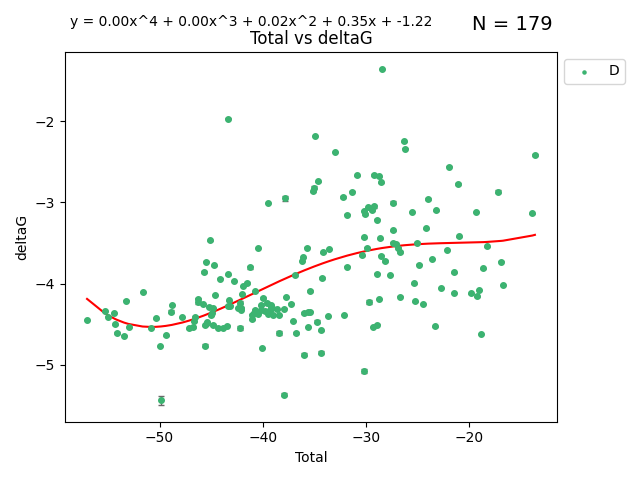 y = 0.00x^4 + 0.00x^3 + 0.02x^2 + 0.35x + -1.22
N = 179
Total vs deltaG
D
−2
−3
−4
−5
deltaG
−50 −40 −30 −20
Total